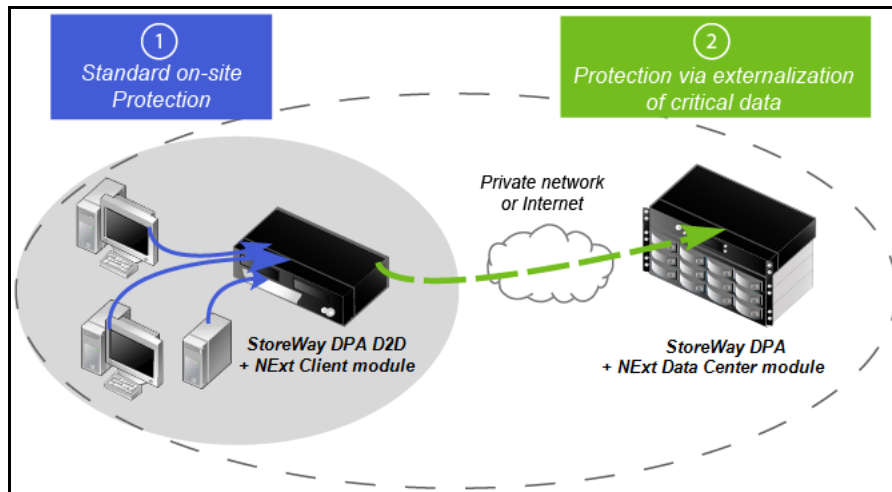 1
Standard on-site
Protection
2
Protection via externalization
of critical data
Private network
or Internet
StoreWay DPA D2D
+ NExt Client module
StoreWay DPA
+ NExt Data Center module